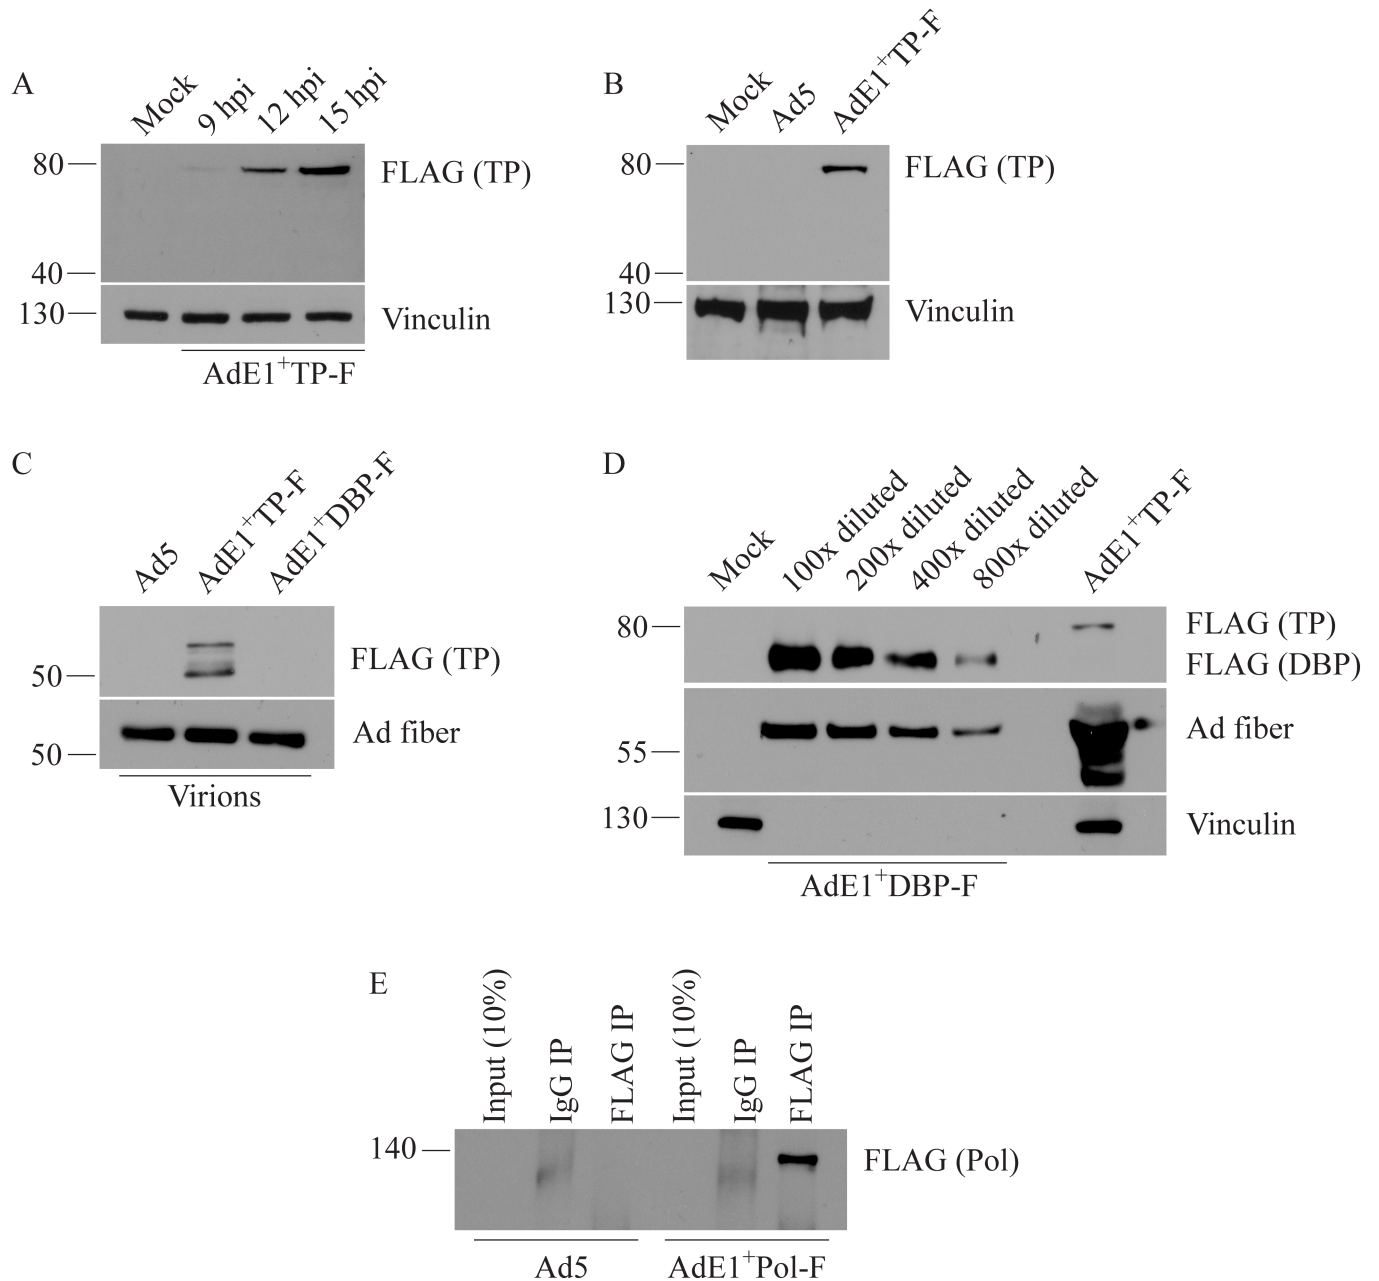 A
Mock
9 hpi
12 hpi
15 hpi
80
FLAG (TP)
40
130
Vinculin
AdE1+TP-F
B
Mock
Ad5
AdE1+TP-F
80
FLAG (TP)
40
130
Vinculin
C
Ad5
AdE1+TP-F
AdE1+DBP-F
50
FLAG (TP)
50
Ad fiber
Virions
D
Mock
100x diluted
200x diluted
400x diluted
800x diluted
AdE1+TP-F
80
FLAG (TP)
FLAG (DBP)
55
Ad fiber
130
Vinculin
AdE1+DBP-F
E
Input (10%)
IgG IP
FLAG IP
Input (10%)
IgG IP
FLAG IP
140
FLAG (Pol)
Ad5
AdE1+Pol-F